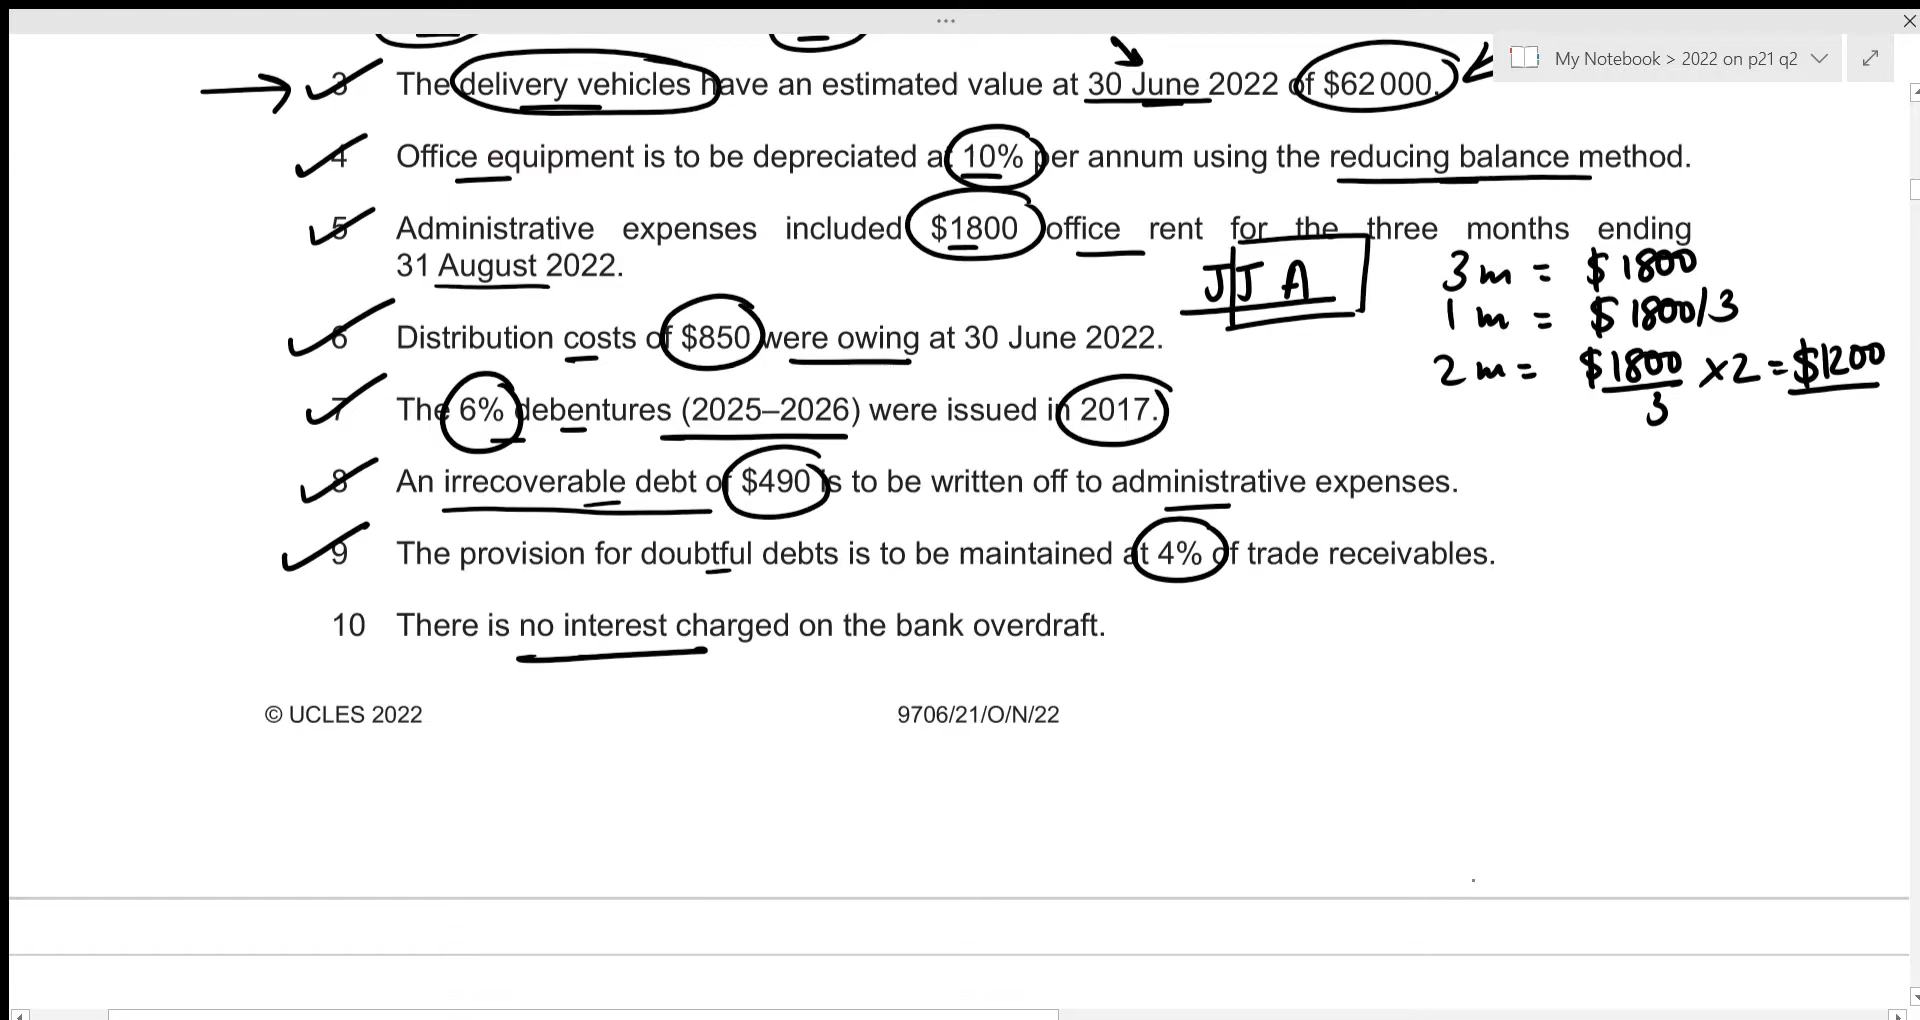 My Notebook > 2022 on p21 q2
3 The delivery vehicles have an estimated value at 30 June 2022 of $62 000.
4 Office equipment is to be depreciated at 10% per annum using the reducing balance method.
5 Administrative expenses included $1800 office rent for the three months ending
31 August 2022.
J J A
3 m = $ 1800
1 m = $ 1800/3
2 m = $1800/3 ×2 = $1200
6 Distribution costs of $850 were owing at 30 June 2022.
7 The 6% debentures (2025–2026) were issued in 2017.
8 An irrecoverable debt of $490 is to be written off to administrative expenses.
9 The provision for doubtful debts is to be maintained at 4% of trade receivables.
10 There is no interest charged on the bank overdraft.
© UCLES 2022 9706/21/O/N/22